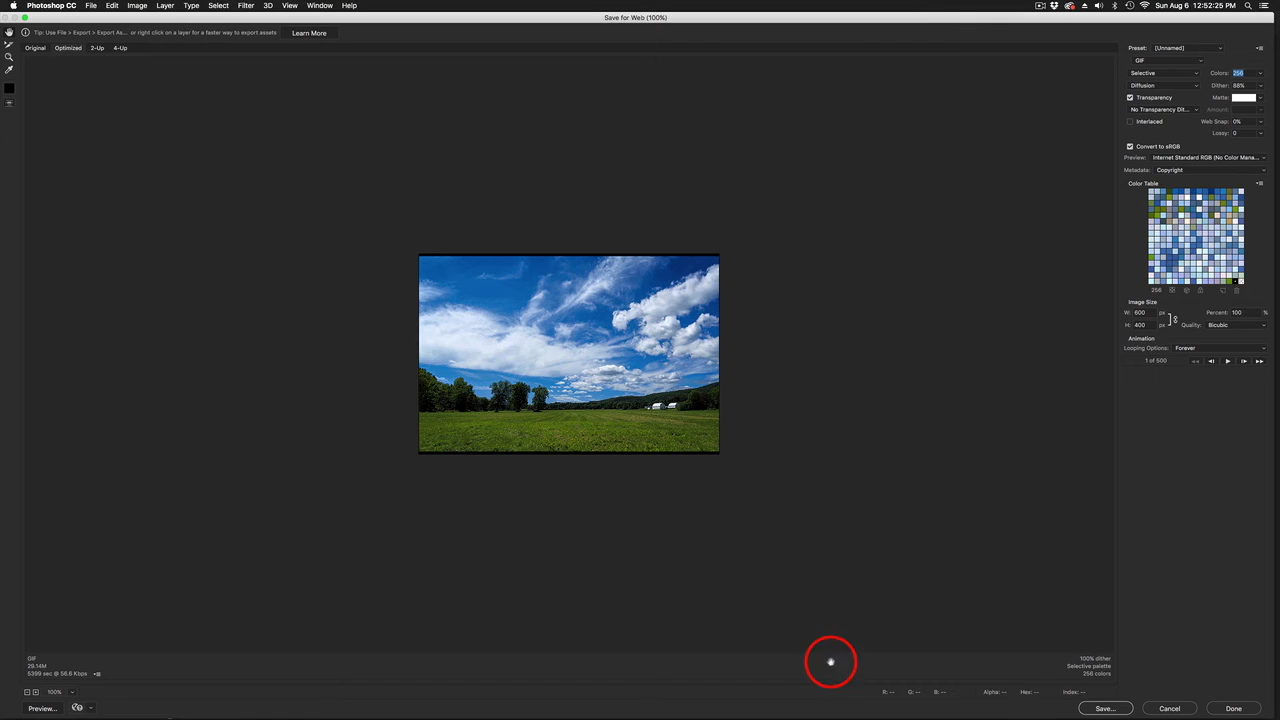 Photoshop CC File Edit Image Layer Type Select Filter 3D View Window Help Sun Aug 6 12:52:25 PM
Save for Web (100%)
Tip: Use File > Export > Export As... or right click on a layer for a faster way to export assets Learn More
Original Optimized 2-Up 4-Up
Preset: [Unnamed]
GIF
Selective Colors: 256
Diffusion Dither: 88%
Transparency Matte:
No Transparency Dit... Amount:
Interlaced Web Snap: 0%
Lossy: 0
Convert to sRGB
Preview: Internet Standard RGB (No Color Mana...
Metadata: Copyright
Color Table
256
Image Size
W: 600 px Percent: 100 %
H: 400 px Quality: Bicubic
Animation
Looping Options: Forever
1 of 500
GIF
29.14M
5399 sec @ 56.6 Kbps
100% dither
Selective palette
256 colors
100% R: -- G: -- B: -- Alpha: -- Hex: -- Index: --
Preview... Save... Cancel Done